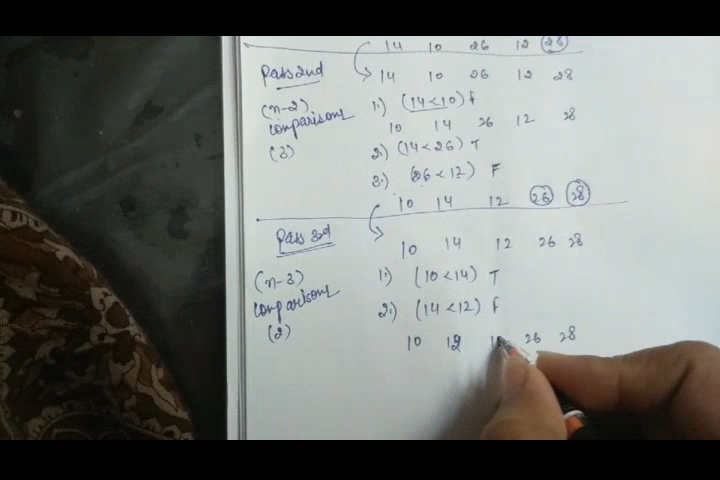 14 10 26 12 28
Pass 2nd 14 10 26 12 28
(n-2) 1.) (14<10) f
comparisons 10 14 26 12 28
(3) 2.) (14<26) T
3.) (26<12) F
10 14 12 26 28
Pass 3rd 10 14 12 26 28
(n-3) 1.) (10<14) T
comparisons 2.) (14<12) f
(2) 10 12 26 28